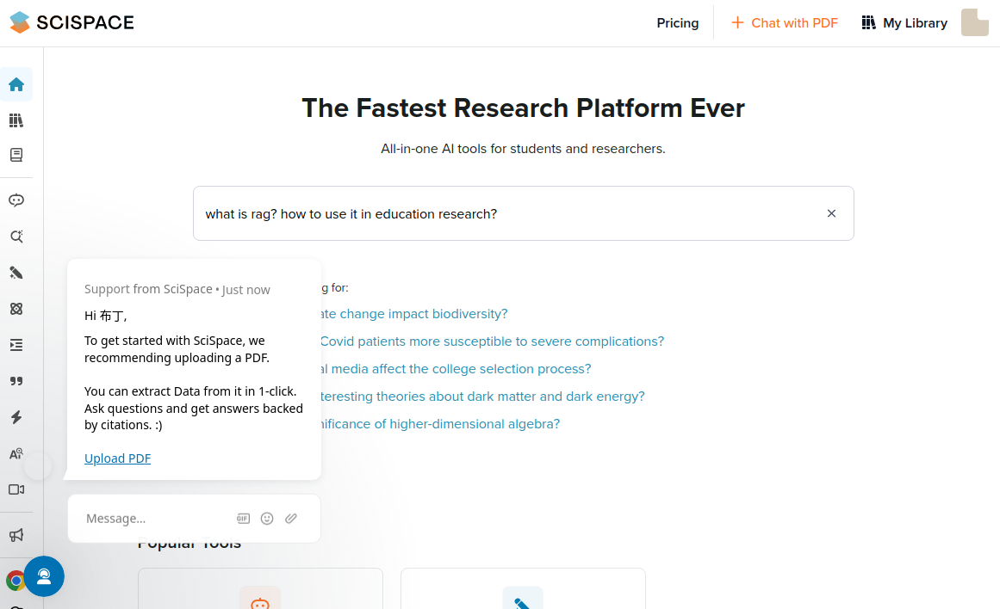 SCISPACE
Pricing
Chat with PDF
My Library
The Fastest Research Platform Ever
All-in-one AI tools for students and researchers.
what is rag? how to use it in education research?
g for:
ate change impact biodiversity?
Covid patients more susceptible to severe complications?
al media affect the college selection process?
teresting theories about dark matter and dark energy?
nificance of higher-dimensional algebra?
Support from SciSpace • Just now
Hi 布丁,
To get started with SciSpace, we
recommending uploading a PDF.
You can extract Data from it in 1-click.
Ask questions and get answers backed
by citations. :)
Upload PDF
Message...
GIF
Popular Tools